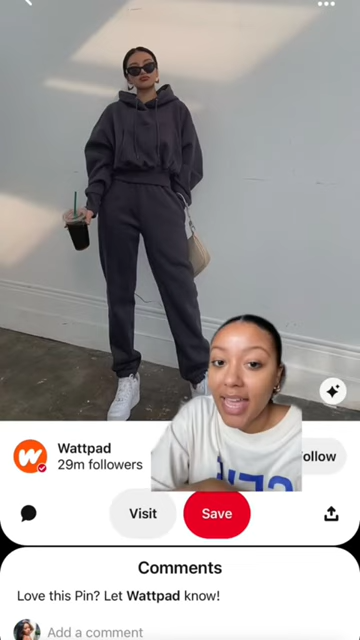 Wattpad
29m followers
ollow
Visit
Save
Comments
Love this Pin? Let Wattpad know!
Add a comment